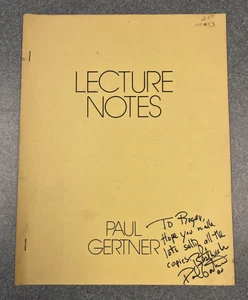 LECTURE
NOTES
PAUL
GERTNER
To Roger,
Hope you make
lots selling all the
copies.